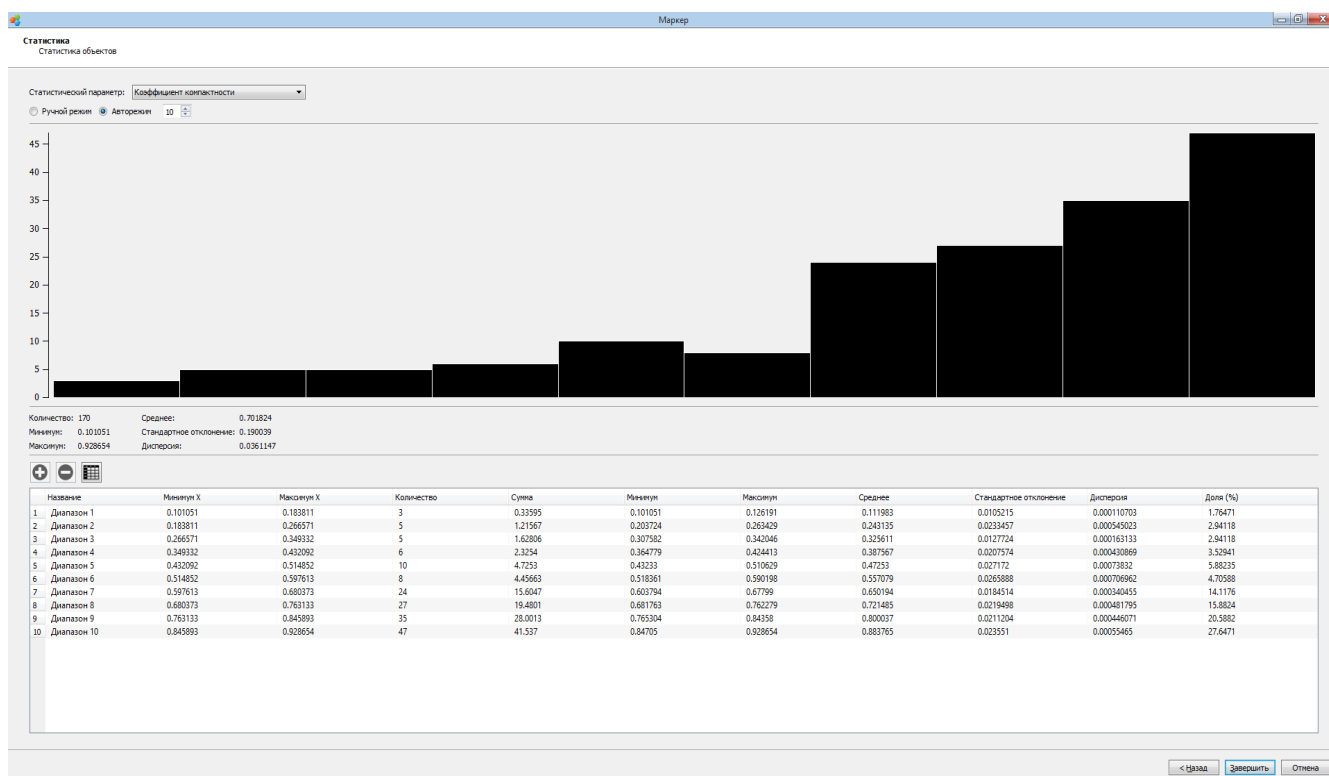 Маркер
Статистика
Статистика объектов
Статистический параметр: Коэффициент компактности
Ручной режим Авторежим 10
45
40
35
30
25
20
15
10
5
0
Количество: 170 Среднее: 0.701824
Минимум: 0.101051 Стандартное отклонение: 0.190039
Максимум: 0.928654 Дисперсия: 0.0361147
Название Минимум X Максимум X Количество Сумма Минимум Максимум Среднее Стандартное отклонение Дисперсия Доля (%)
1 Диапазон 1 0.101051 0.183811 3 0.33595 0.101051 0.126191 0.111983 0.0105215 0.000110703 1.76471
2 Диапазон 2 0.183811 0.266571 5 1.21567 0.203724 0.263429 0.243135 0.0233457 0.000545023 2.94118
3 Диапазон 3 0.266571 0.349332 5 1.62806 0.307582 0.342046 0.325611 0.0127724 0.000163133 2.94118
4 Диапазон 4 0.349332 0.432092 6 2.3254 0.364779 0.424413 0.387567 0.0207574 0.000430869 3.52941
5 Диапазон 5 0.432092 0.514852 10 4.7253 0.43233 0.510629 0.47253 0.027172 0.00073832 5.88235
6 Диапазон 6 0.514852 0.597613 8 4.45663 0.518361 0.590198 0.557079 0.0265888 0.000706962 4.70588
7 Диапазон 7 0.597613 0.680373 24 15.6047 0.603794 0.67799 0.650194 0.0184514 0.000340455 14.1176
8 Диапазон 8 0.680373 0.763133 27 19.4801 0.681763 0.762279 0.721485 0.0219498 0.000481795 15.8824
9 Диапазон 9 0.763133 0.845893 35 28.0013 0.765304 0.84358 0.800037 0.0211204 0.000446071 20.5882
10 Диапазон 10 0.845893 0.928654 47 41.537 0.84705 0.928654 0.883765 0.023551 0.00055465 27.6471
< Назад Завершить Отмена